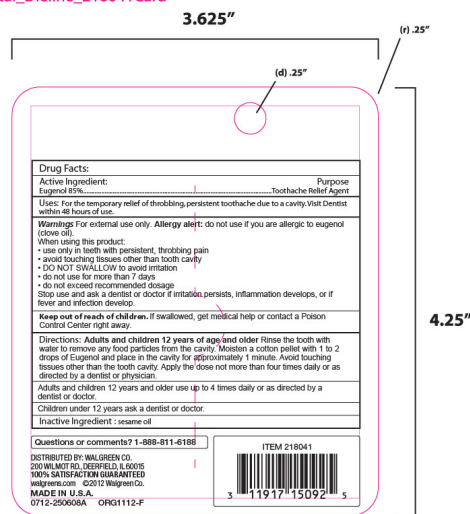 3.625"
(r) .25"
(d) .25"
4.25"
Drug Facts:
Active Ingredient: Purpose
Eugenol 85%..........Toothache Relief Agent
Uses: For the temporary relief of throbbing, persistent toothache due to a cavity. Visit Dentist
within 48 hours of use.
Warnings For external use only. Allergy alert: do not use if you are allergic to eugenol
(clove oil).
When using this product:
• use only in teeth with persistent, throbbing pain
• avoid touching tissues other than tooth cavity
• DO NOT SWALLOW to avoid irritation
• do not use for more than 7 days
• do not exceed recommended dosage
Stop use and ask a dentist or doctor if irritation persists, inflammation develops, or if
fever and infection develop.
Keep out of reach of children. If swallowed, get medical help or contact a Poison
Control Center right away.
Directions: Adults and children 12 years of age and older Rinse the tooth with
water to remove any food particles from the cavity. Moisten a cotton pellet with 1 to 2
drops of Eugenol and place in the cavity for approximately 1 minute. Avoid touching
tissues other than the tooth cavity. Apply the dose not more than four times daily or as
directed by a dentist or physician.
Adults and children 12 years and older use up to 4 times daily or as directed by a
dentist or doctor.
Children under 12 years ask a dentist or doctor.
Inactive Ingredient : sesame oil
Questions or comments? 1-888-811-6188
DISTRIBUTED BY: WALGREEN CO.
200 WILMOT RD., DEERFIELD, IL 60015
100% SATISFACTION GUARANTEED
walgreens.com ©2012 Walgreen Co.
MADE IN U.S.A.
0712-250608A ORG1112-F
ITEM 218041
3 11917 15092 5